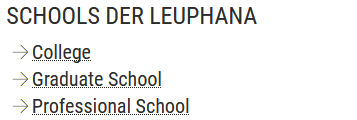 SCHOOLS DER LEUPHANA
College
Graduate School
Professional School